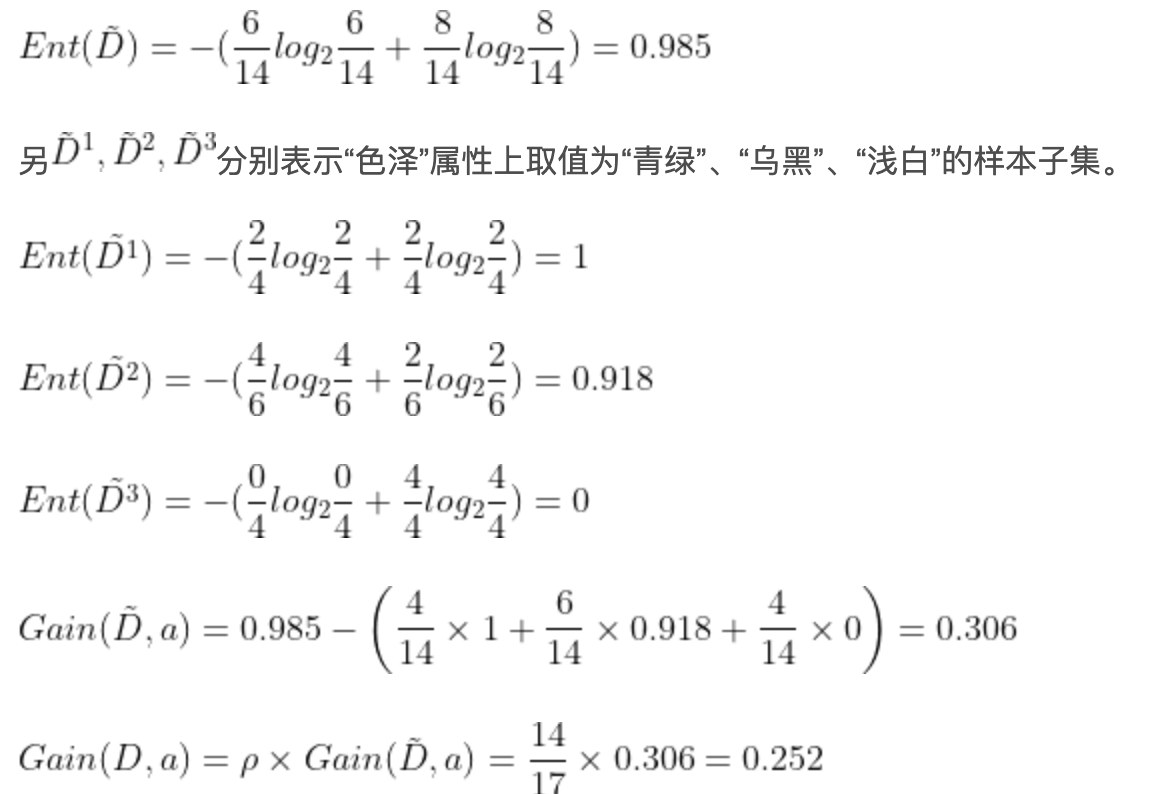 $Ent(\tilde{D}) = -(\frac{6}{14}log_2\frac{6}{14} + \frac{8}{14}log_2\frac{8}{14}) = 0.985$
另$\tilde{D}^1, \tilde{D}^2, \tilde{D}^3$分别表示“色泽”属性上取值为“青绿”、“乌黑”、“浅白”的样本子集。
$Ent(\tilde{D^1}) = -(\frac{2}{4}log_2\frac{2}{4} + \frac{2}{4}log_2\frac{2}{4}) = 1$
$Ent(\tilde{D^2}) = -(\frac{4}{6}log_2\frac{4}{6} + \frac{2}{6}log_2\frac{2}{6}) = 0.918$
$Ent(\tilde{D^3}) = -(\frac{0}{4}log_2\frac{0}{4} + \frac{4}{4}log_2\frac{4}{4}) = 0$
$Gain(\tilde{D}, a) = 0.985 - \left(\frac{4}{14} \times 1 + \frac{6}{14} \times 0.918 + \frac{4}{14} \times 0\right) = 0.306$
$Gain(D, a) = \rho \times Gain(\tilde{D}, a) = \frac{14}{17} \times 0.306 = 0.252$